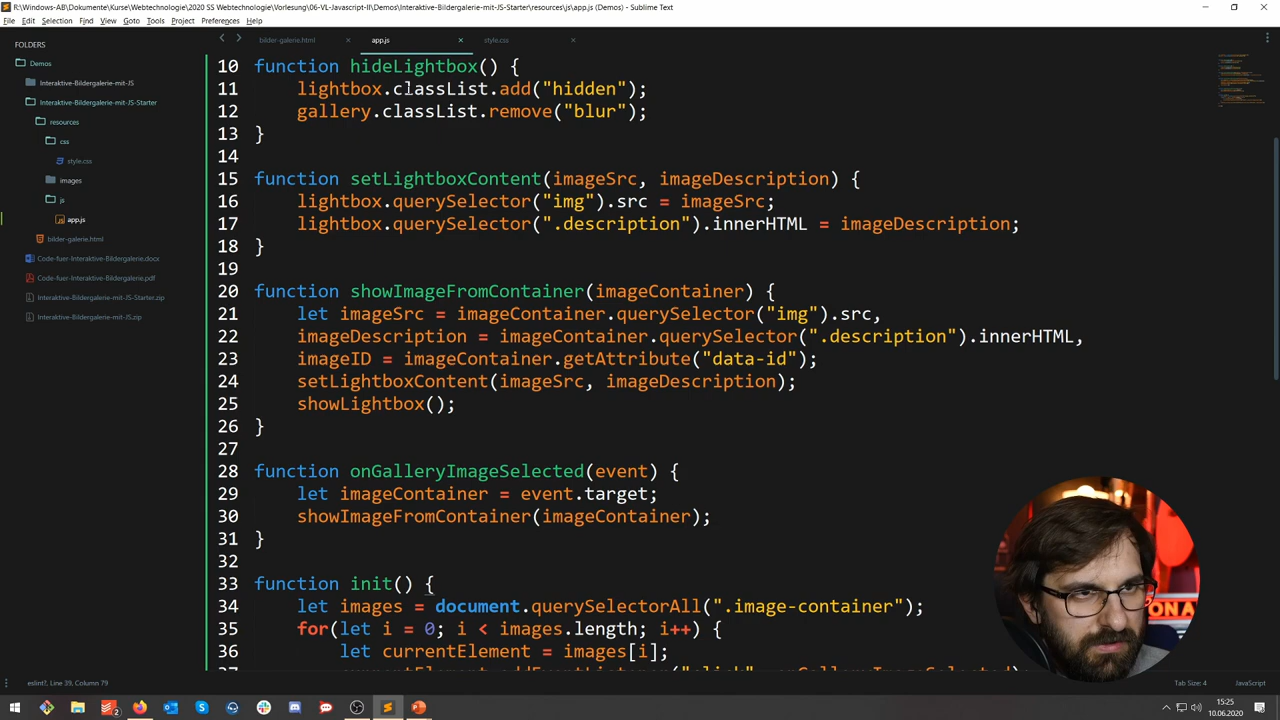 R:\Windows-AB\Dokumente\Kurse\Webtechnologie\2020 SS Webtechnologie\Vorlesung\06-VL-Javascript-II\Demos\Interaktive-Bildergalerie-mit-JS-Starter\resources\js\app.js (Demos) - Sublime Text
File Edit Selection Find View Goto Tools Project Preferences Help
FOLDERS
Demos
Interaktive-Bildergalerie-mit-JS
Interaktive-Bildergalerie-mit-JS-Starter
resources
css
style.css
images
js
app.js
bilder-galerie.html
Code-fuer-Interaktive-Bildergalerie.docx
Code-fuer-Interaktive-Bildergalerie.pdf
Interaktive-Bildergalerie-mit-JS-Starter.zip
Interaktive-Bildergalerie-mit-JS.zip
bilder-galerie.html × app.js × style.css ×
10 function hideLightbox() {
11 lightbox.classList.add("hidden");
12 gallery.classList.remove("blur");
13 }
14
15 function setLightboxContent(imageSrc, imageDescription) {
16 lightbox.querySelector("img").src = imageSrc;
17 lightbox.querySelector(".description").innerHTML = imageDescription;
18 }
19
20 function showImageFromContainer(imageContainer) {
21 let imageSrc = imageContainer.querySelector("img").src,
22 imageDescription = imageContainer.querySelector(".description").innerHTML,
23 imageID = imageContainer.getAttribute("data-id");
24 setLightboxContent(imageSrc, imageDescription);
25 showLightbox();
26 }
27
28 function onGalleryImageSelected(event) {
29 let imageContainer = event.target;
30 showImageFromContainer(imageContainer);
31 }
32
33 function init() {
34 let images = document.querySelectorAll(".image-container");
35 for(let i = 0; i < images.length; i++) {
36 let currentElement = images[i];
37 currentElement.addEventListener("click", onGalleryImageSelected);
eslint?, Line 39, Column 79
Tab Size: 4 JavaScript
2
15:25
10.06.2020